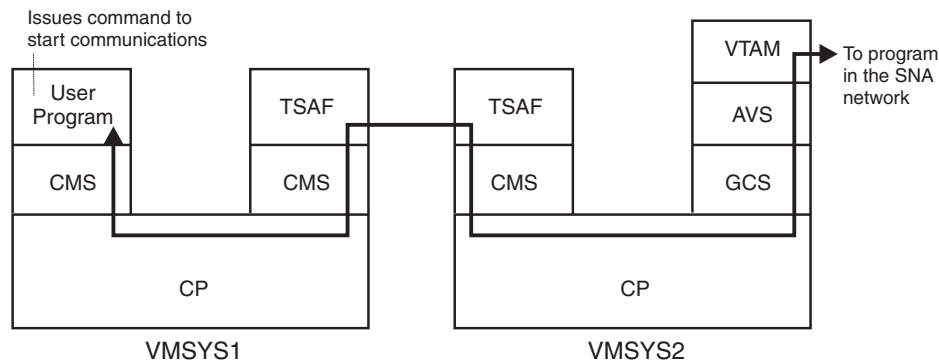 Issues command to
start communications
User
Program
CMS
TSAF
CMS
CP
VMSYS1
TSAF
CMS
VTAM
AVS
GCS
CP
VMSYS2
To program
in the SNA
network